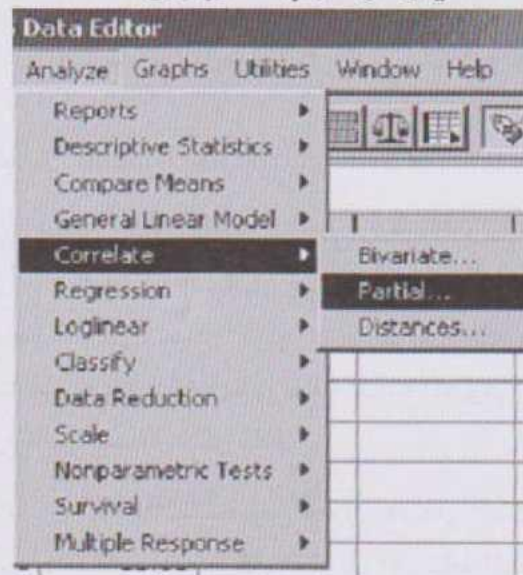 Data Editor
Analyze Graphs Utilities Window Help
Reports
Descriptive Statistics
Compare Means
General Linear Model
Correlate
Bivariate...
Regression
Partial...
Loglinear
Distances...
Classify
Data Reduction
Scale
Nonparametric Tests
Survival
Multiple Response